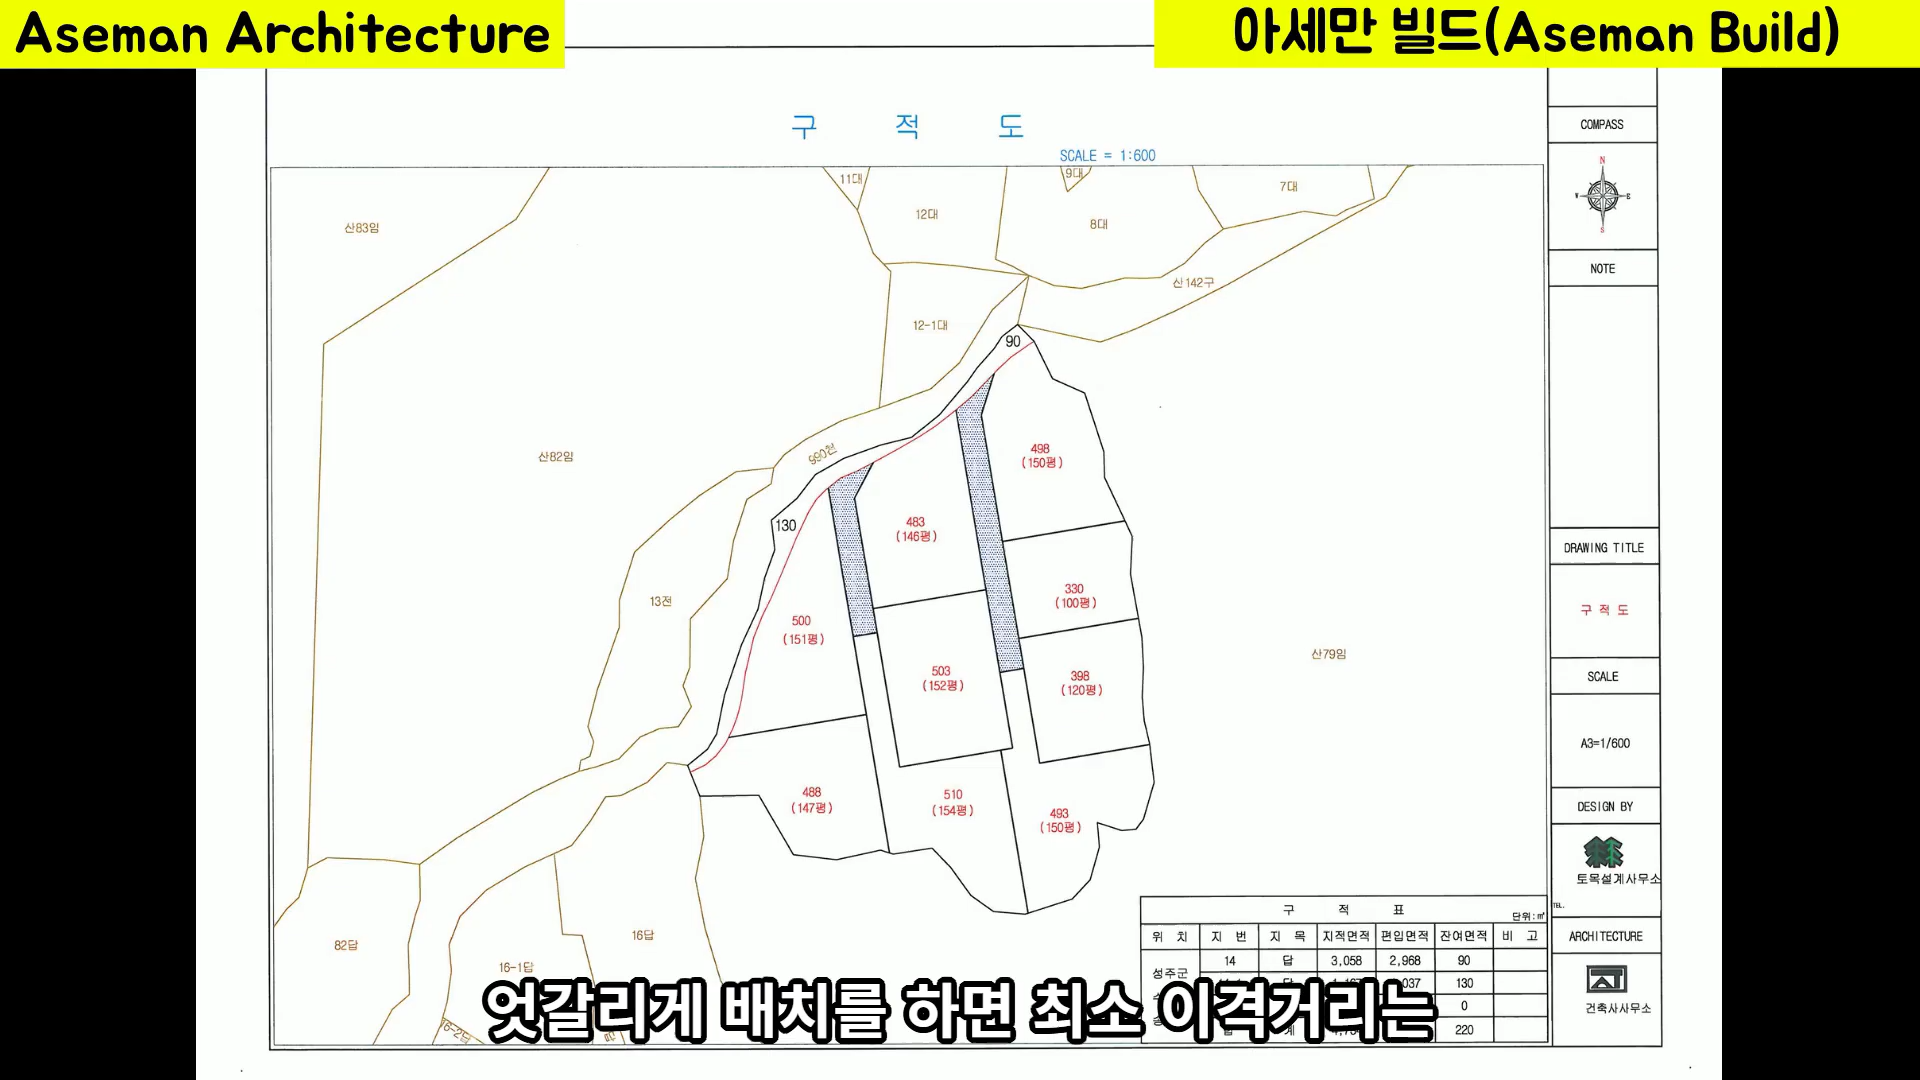 Aseman Architecture
아세만 빌드(Aseman Build)
구 적 도
SCALE = 1:600
COMPASS
N
W
E
S
NOTE
DRAWING TITLE
구 적 도
SCALE
A3=1/600
DESIGN BY
토목설계사무소
TEL.
ARCHITECTURE
건축사사무소
산83임
11대
12대
9대
8대
7대
산142구
12-1대
90
산82임
990천
130
13전
498
(150평)
483
(146평)
330
(100평)
500
(151평)
503
(152평)
398
(120평)
산79임
488
(147평)
510
(154평)
493
(150평)
82답
16답
16-1답
16-2답
구 적 표
단위:㎡
위 치 지 번 지 목 지적면적 편입면적 잔여면적 비 고
성주군
14 답 3,058 2,968 90
130
0
220
엇갈리게 배치를 하면 최소 이격거리는